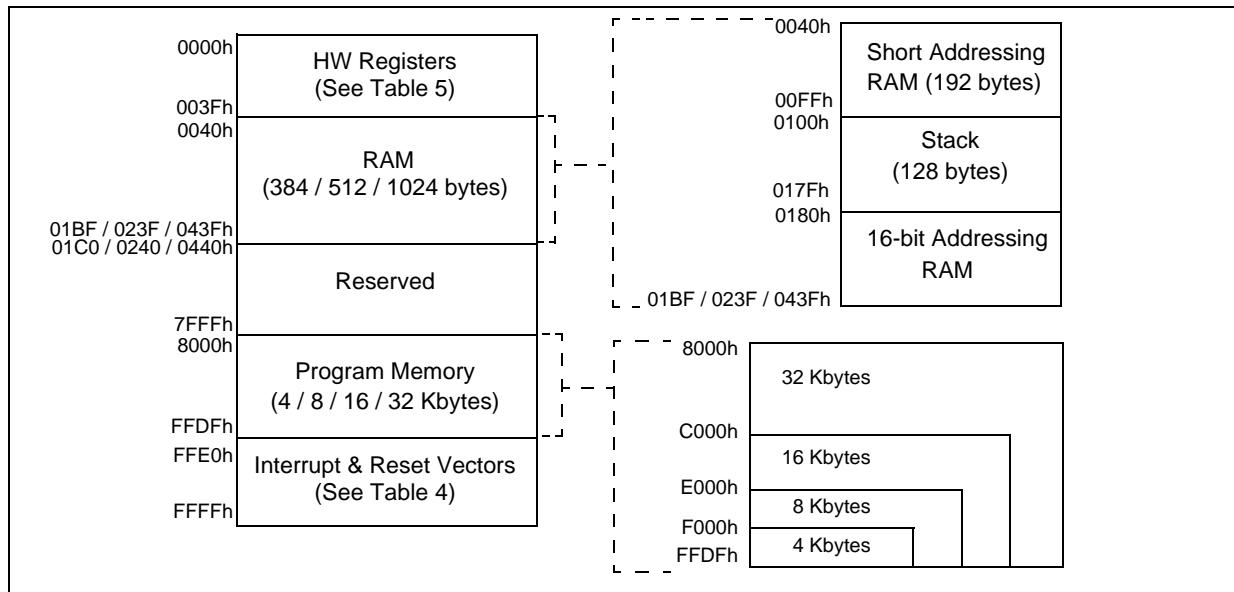 0000h
HW Registers
(See Table 5)
003Fh
0040h
RAM
(384 / 512 / 1024 bytes)
01BF / 023F / 043Fh
01C0 / 0240 / 0440h
Reserved
7FFFh
8000h
Program Memory
(4 / 8 / 16 / 32 Kbytes)
FFDFh
FFE0h
Interrupt & Reset Vectors
(See Table 4)
FFFFh
0040h
Short Addressing
RAM (192 bytes)
00FFh
0100h
Stack
(128 bytes)
017Fh
0180h
16-bit Addressing
RAM
01BF / 023F / 043Fh
8000h
32 Kbytes
C000h
16 Kbytes
E000h
8 Kbytes
F000h
4 Kbytes
FFDFh